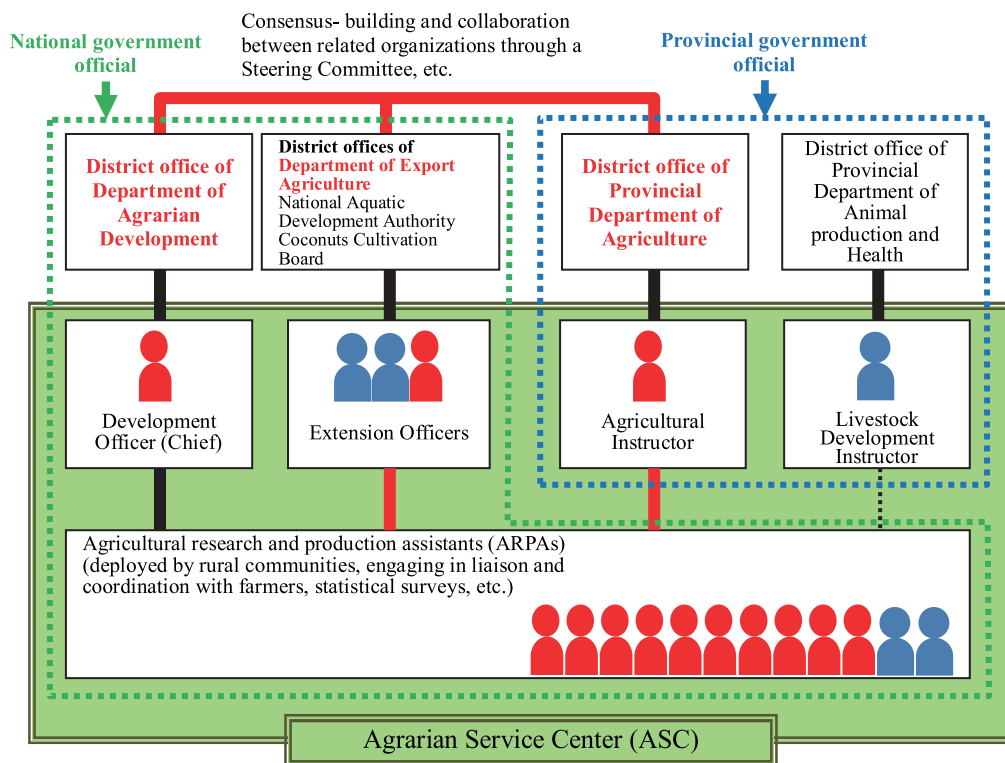 Consensus- building and collaboration
between related organizations through a
Steering Committee, etc.
National government
official
Provincial government
official
District office of
Department of
Agrarian
Development
District offices of
Department of Export
Agriculture
National Aquatic
Development Authority
Coconuts Cultivation
Board
District office of
Provincial
Department of
Agriculture
District office of
Provincial
Department of
Animal
production and
Health
Development
Officer (Chief)
Extension Officers
Agricultural
Instructor
Livestock
Development
Instructor
Agricultural research and production assistants (ARPAs)
(deployed by rural communities, engaging in liaison and
coordination with farmers, statistical surveys, etc.)
Agrarian Service Center (ASC)